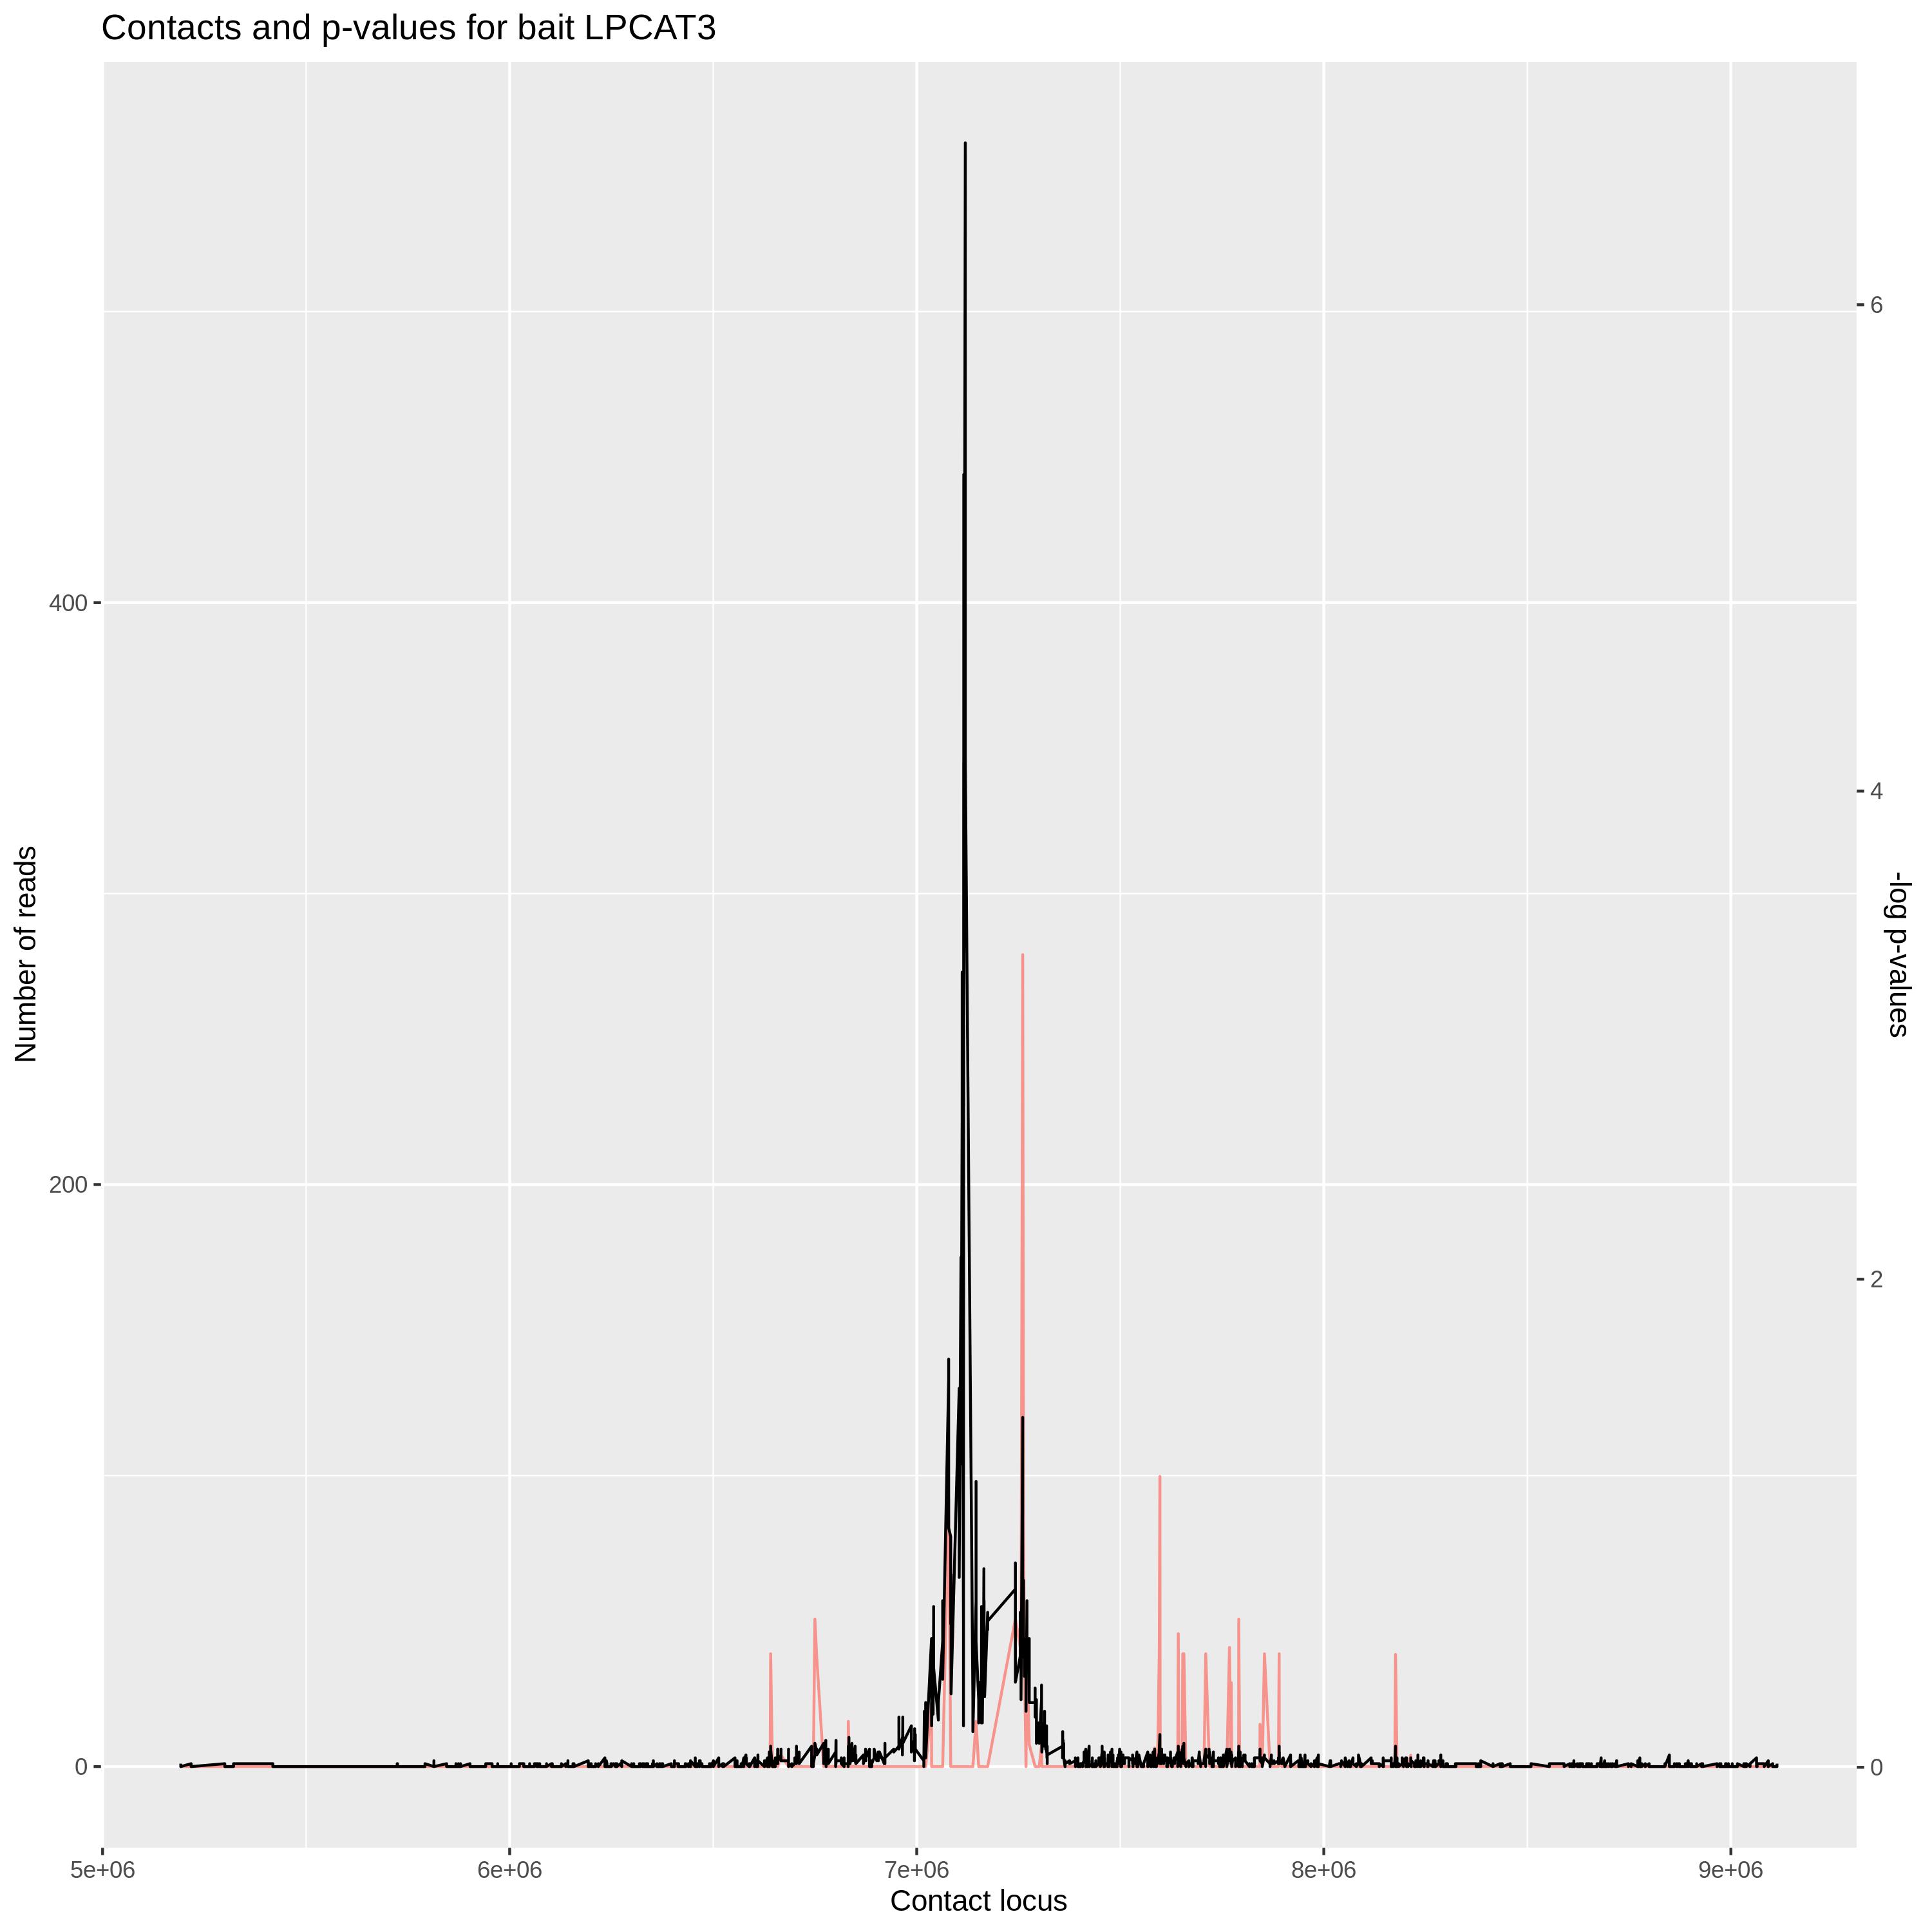 Contacts and p-values for bait LPCAT3
Number of reads
400
200
0
6
4
2
0
-log p-values
5e+06
6e+06
7e+06
8e+06
9e+06
Contact locus